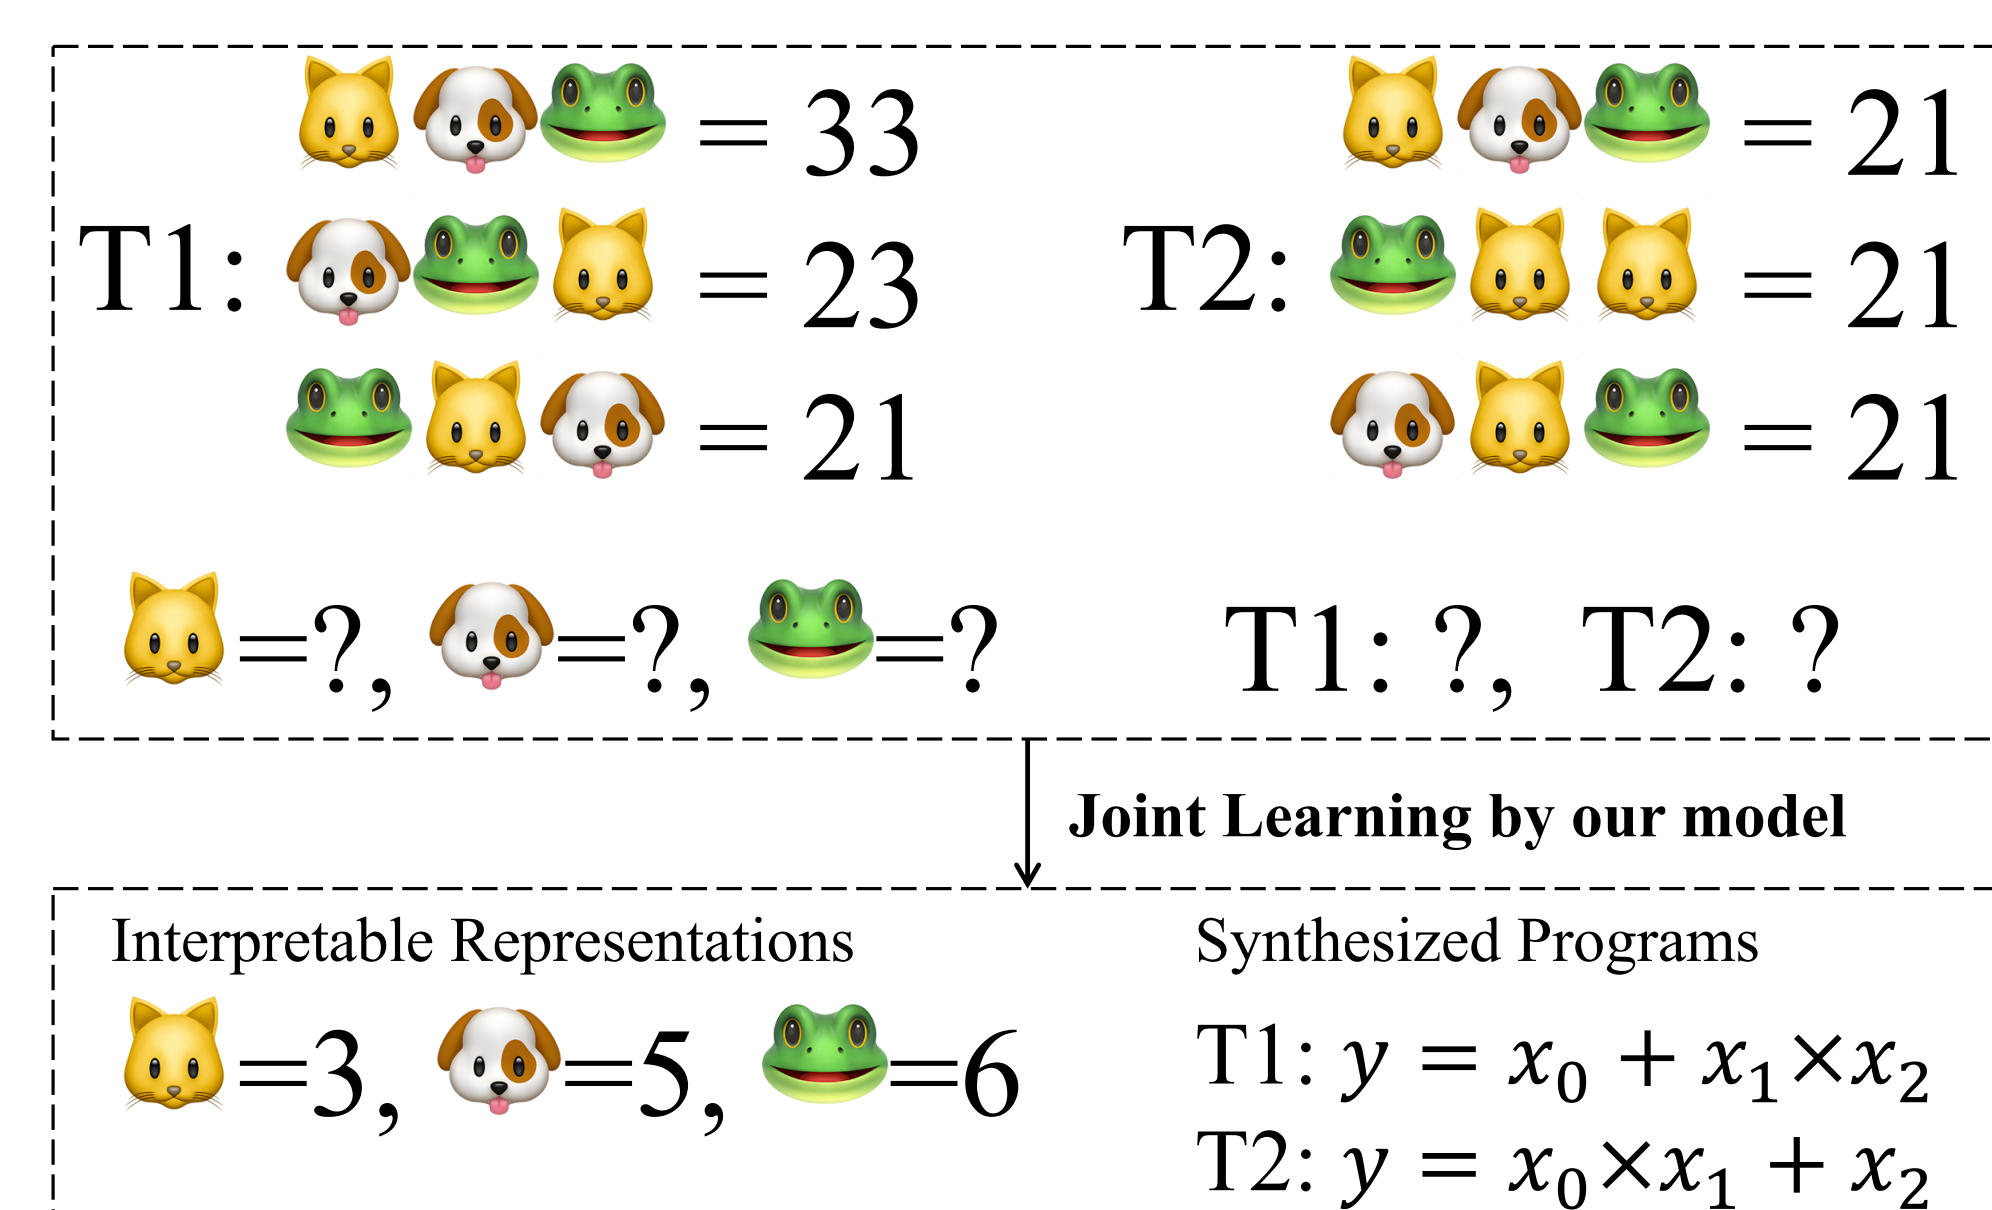 = 33
= 21
T1:
= 23
T2:
= 21
= 21
= 21
=?, =?, =?
T1: ?, T2: ?
Joint Learning by our model
Interpretable Representations
Synthesized Programs
=3, =5, =6
T1: y = x₀ + x₁×x₂
T2: y = x₀×x₁ + x₂